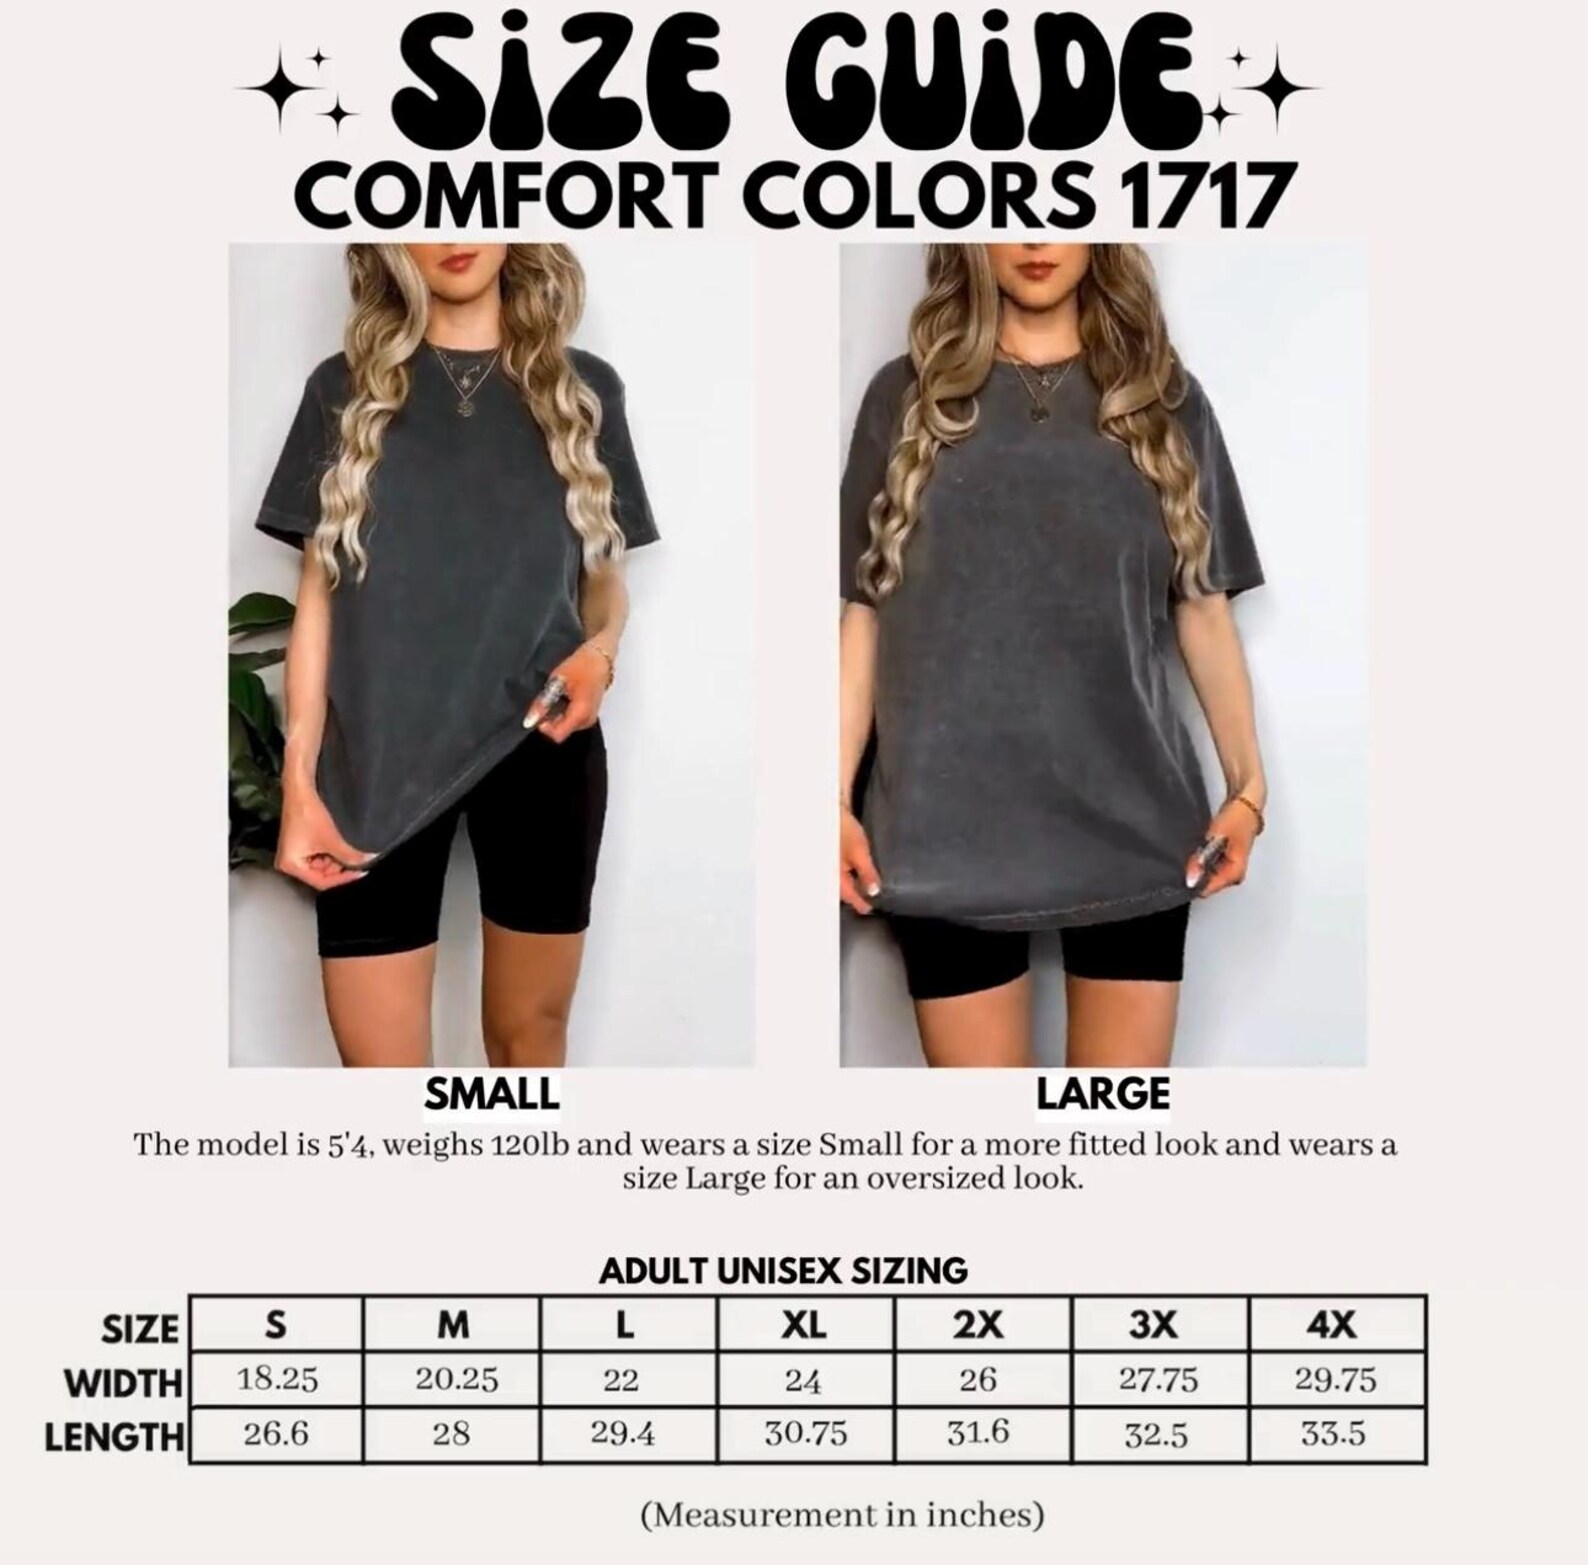 SiZE GUiDE
COMFORT COLORS 1717
SMALL
LARGE
The model is 5'4, weighs 120lb and wears a size Small for a more fitted look and wears a
size Large for an oversized look.
ADULT UNISEX SIZING
SIZE S M L XL 2X 3X 4X
WIDTH 18.25 20.25 22 24 26 27.75 29.75
LENGTH 26.6 28 29.4 30.75 31.6 32.5 33.5
(Measurement in inches)